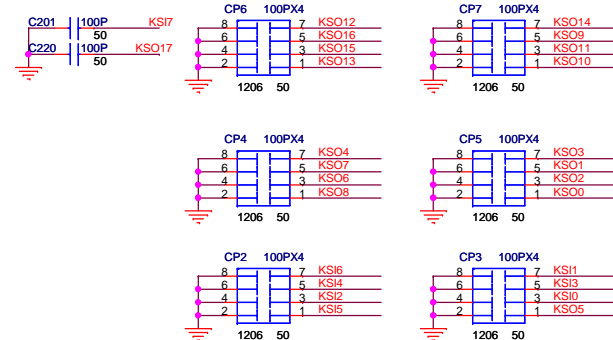 C201 100P KSI7
50
C220 100P KSO17
50
CP6 100PX4
8 7 KSO12
6 5 KSO16
4 3 KSO15
2 1 KSO13
1206 50
CP7 100PX4
8 7 KSO14
6 5 KSO9
4 3 KSO11
2 1 KSO10
1206 50
CP4 100PX4
8 7 KSO4
6 5 KSO7
4 3 KSO6
2 1 KSO8
1206 50
CP5 100PX4
8 7 KSO3
6 5 KSO1
4 3 KSO2
2 1 KSO0
1206 50
CP2 100PX4
8 7 KSI6
6 5 KSI4
4 3 KSI2
2 1 KSI5
1206 50
CP3 100PX4
8 7 KSI1
6 5 KSI3
4 3 KSI0
2 1 KSO5
1206 50